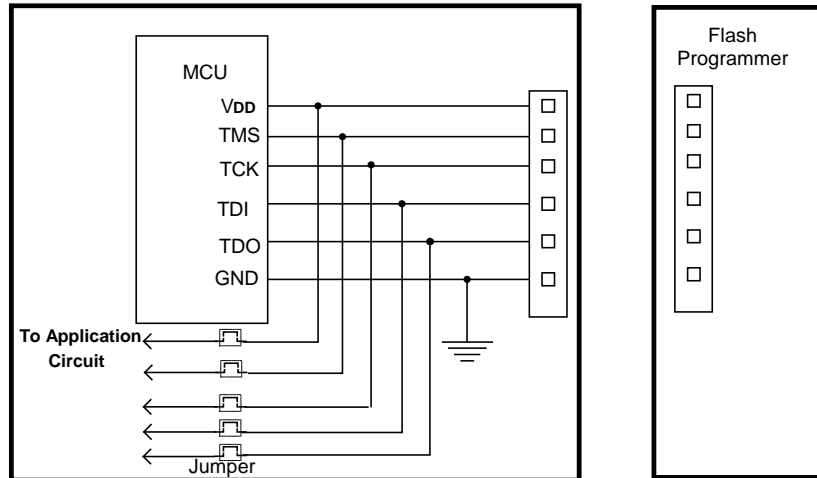 MCU
VDD
TMS
TCK
TDI
TDO
GND
To Application
Circuit
Jumper
Flash
Programmer